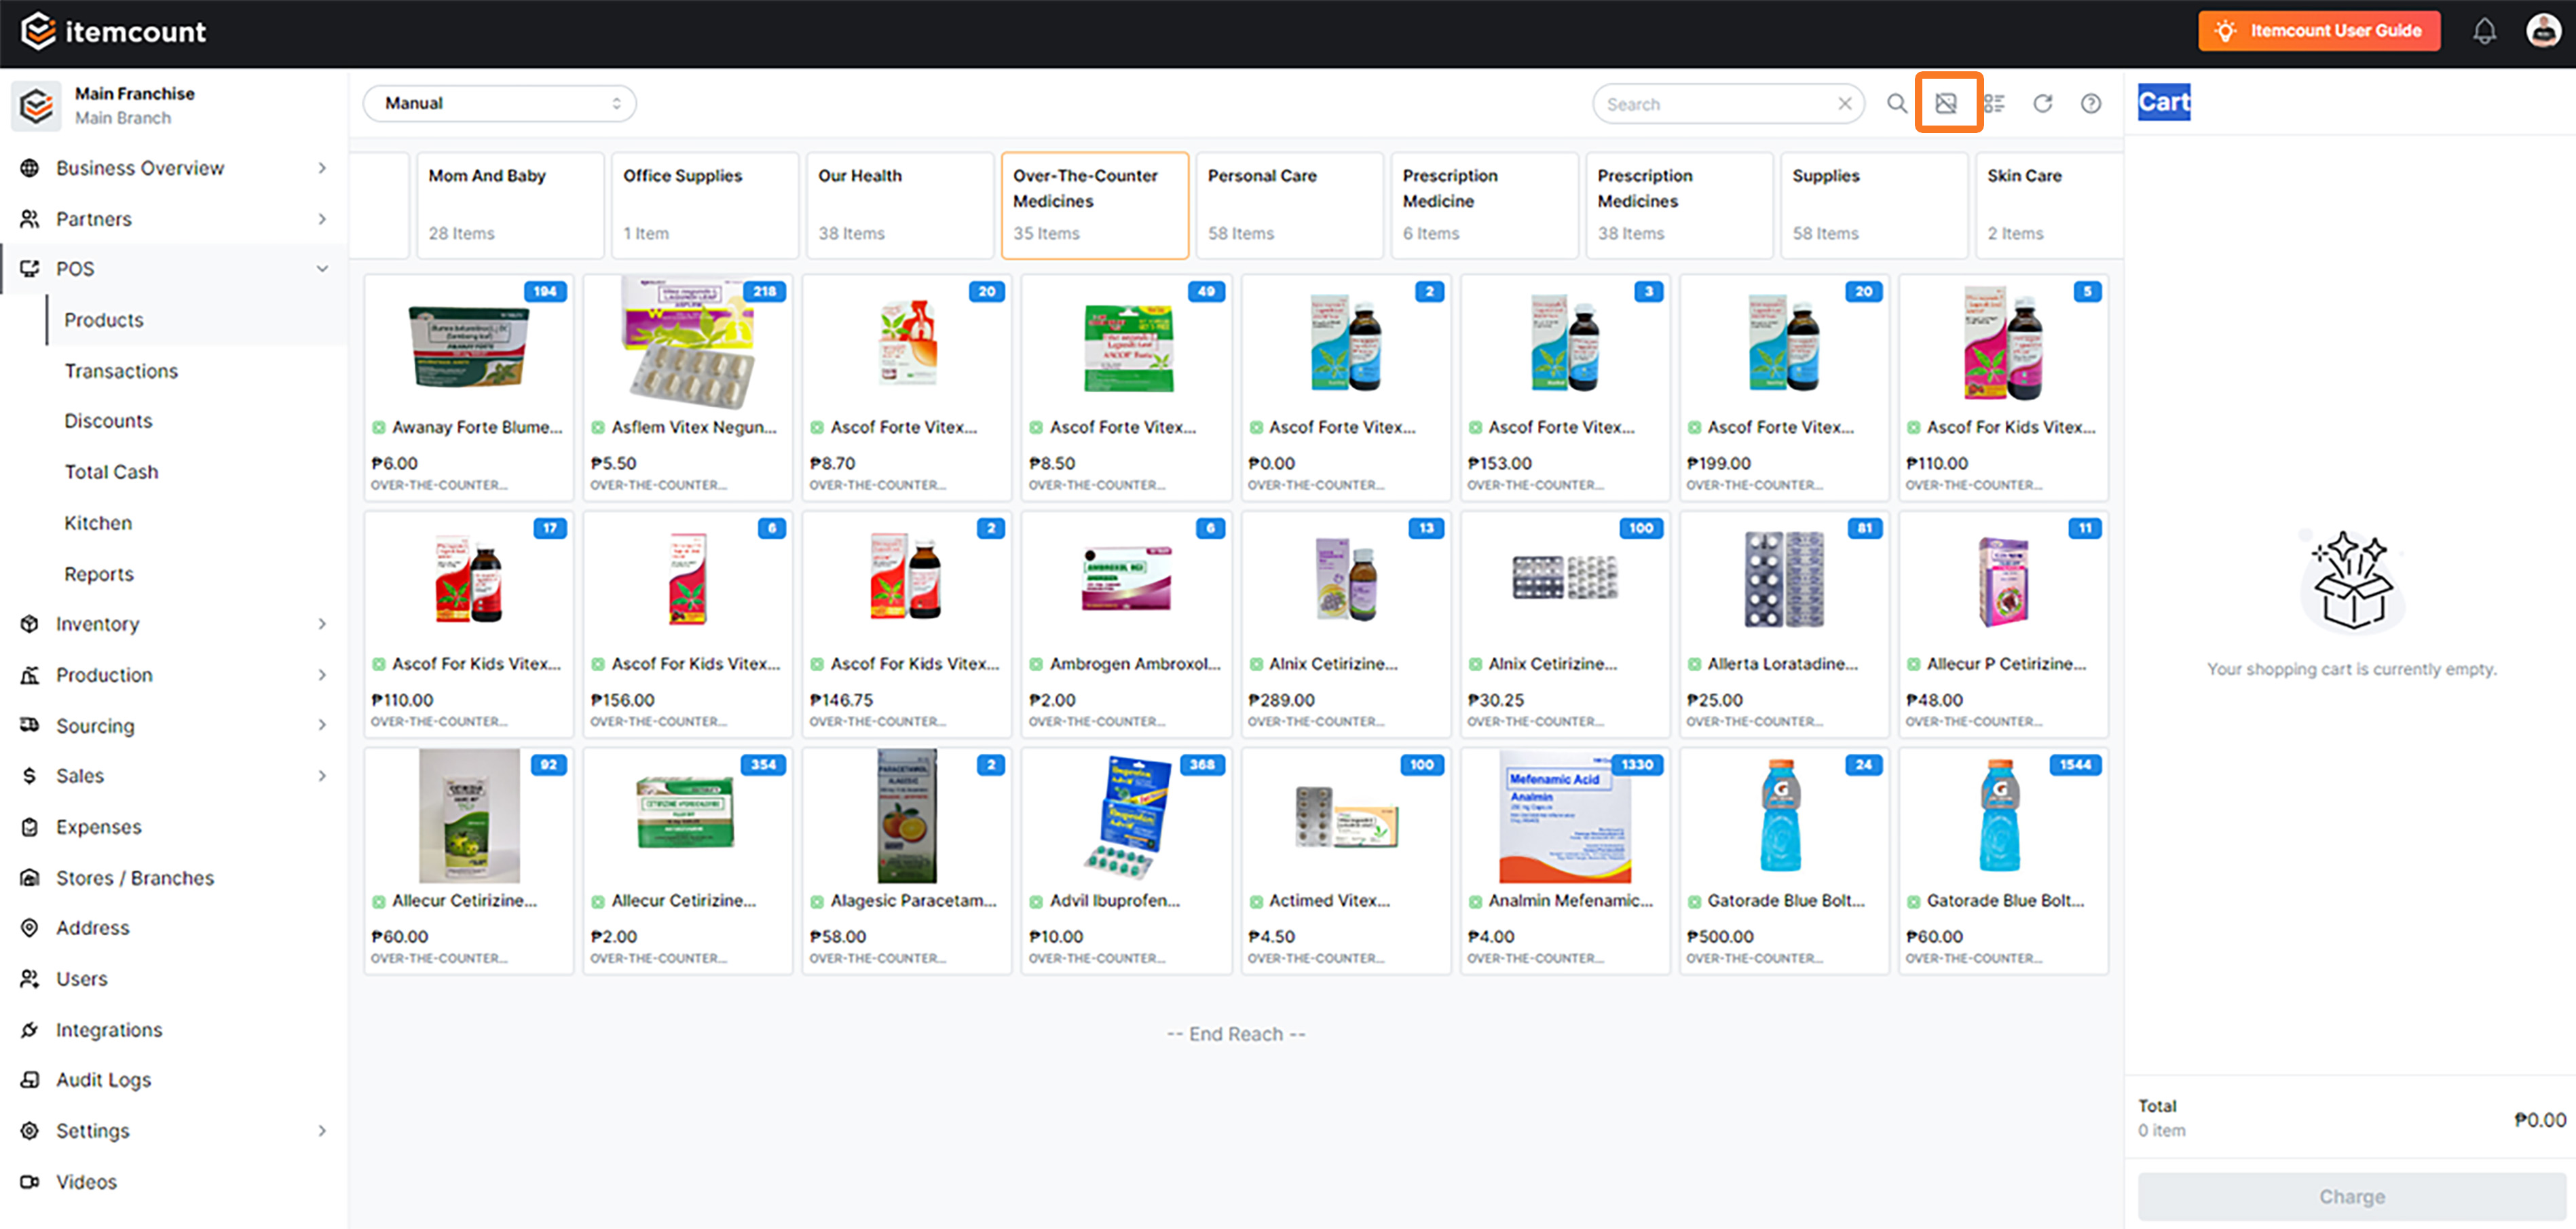 itemcount
Itemcount User Guide
Main Franchise
Main Branch
Manual
Search
Cart
Business Overview
Partners
POS
Products
Transactions
Discounts
Total Cash
Kitchen
Reports
Inventory
Production
Sourcing
Sales
Expenses
Stores / Branches
Address
Users
Integrations
Audit Logs
Settings
Videos
Mom And Baby
28 Items
Office Supplies
1 Item
Our Health
38 Items
Over-The-Counter
Medicines
35 Items
Personal Care
58 Items
Prescription
Medicine
6 Items
Prescription
Medicines
38 Items
Supplies
58 Items
Skin Care
2 Items
194
Awanay Forte Blume...
₱6.00
OVER-THE-COUNTER...
218
Asflem Vitex Negun...
₱5.50
OVER-THE-COUNTER...
20
Ascof Forte Vitex...
₱8.70
OVER-THE-COUNTER...
49
Ascof Forte Vitex...
₱8.50
OVER-THE-COUNTER...
2
Ascof Forte Vitex...
₱0.00
OVER-THE-COUNTER...
3
Ascof Forte Vitex...
₱153.00
OVER-THE-COUNTER...
20
Ascof Forte Vitex...
₱199.00
OVER-THE-COUNTER...
5
Ascof For Kids Vitex...
₱110.00
OVER-THE-COUNTER...
17
Ascof For Kids Vitex...
₱110.00
OVER-THE-COUNTER...
6
Ascof For Kids Vitex...
₱156.00
OVER-THE-COUNTER...
2
Ascof For Kids Vitex...
₱146.75
OVER-THE-COUNTER...
6
AMBROXOL HCl
Ambrogen Ambroxol...
₱2.00
OVER-THE-COUNTER...
13
Alnix Cetirizine...
₱289.00
OVER-THE-COUNTER...
100
Alnix Cetirizine...
₱30.25
OVER-THE-COUNTER...
81
Allerta Loratadine...
₱25.00
OVER-THE-COUNTER...
11
Allecur P Cetirizine...
₱48.00
OVER-THE-COUNTER...
92
Allecur Cetirizine...
₱60.00
OVER-THE-COUNTER...
354
Allecur Cetirizine...
₱2.00
OVER-THE-COUNTER...
2
PARACETAMOL
ALAGESIC
Alagesic Paracetam...
₱58.00
OVER-THE-COUNTER...
368
Ibuprofen
Advil
Ibuprofen
Advil
Advil Ibuprofen...
₱10.00
OVER-THE-COUNTER...
100
Actimed Vitex...
₱4.50
OVER-THE-COUNTER...
1330
Mefenamic Acid
Analmin
Analmin Mefenamic...
₱4.00
OVER-THE-COUNTER...
24
G
Gatorade Blue Bolt...
₱500.00
OVER-THE-COUNTER...
1544
G
Gatorade Blue Bolt...
₱60.00
OVER-THE-COUNTER...
-- End Reach --
Your shopping cart is currently empty.
Total
0 item
₱0.00
Charge